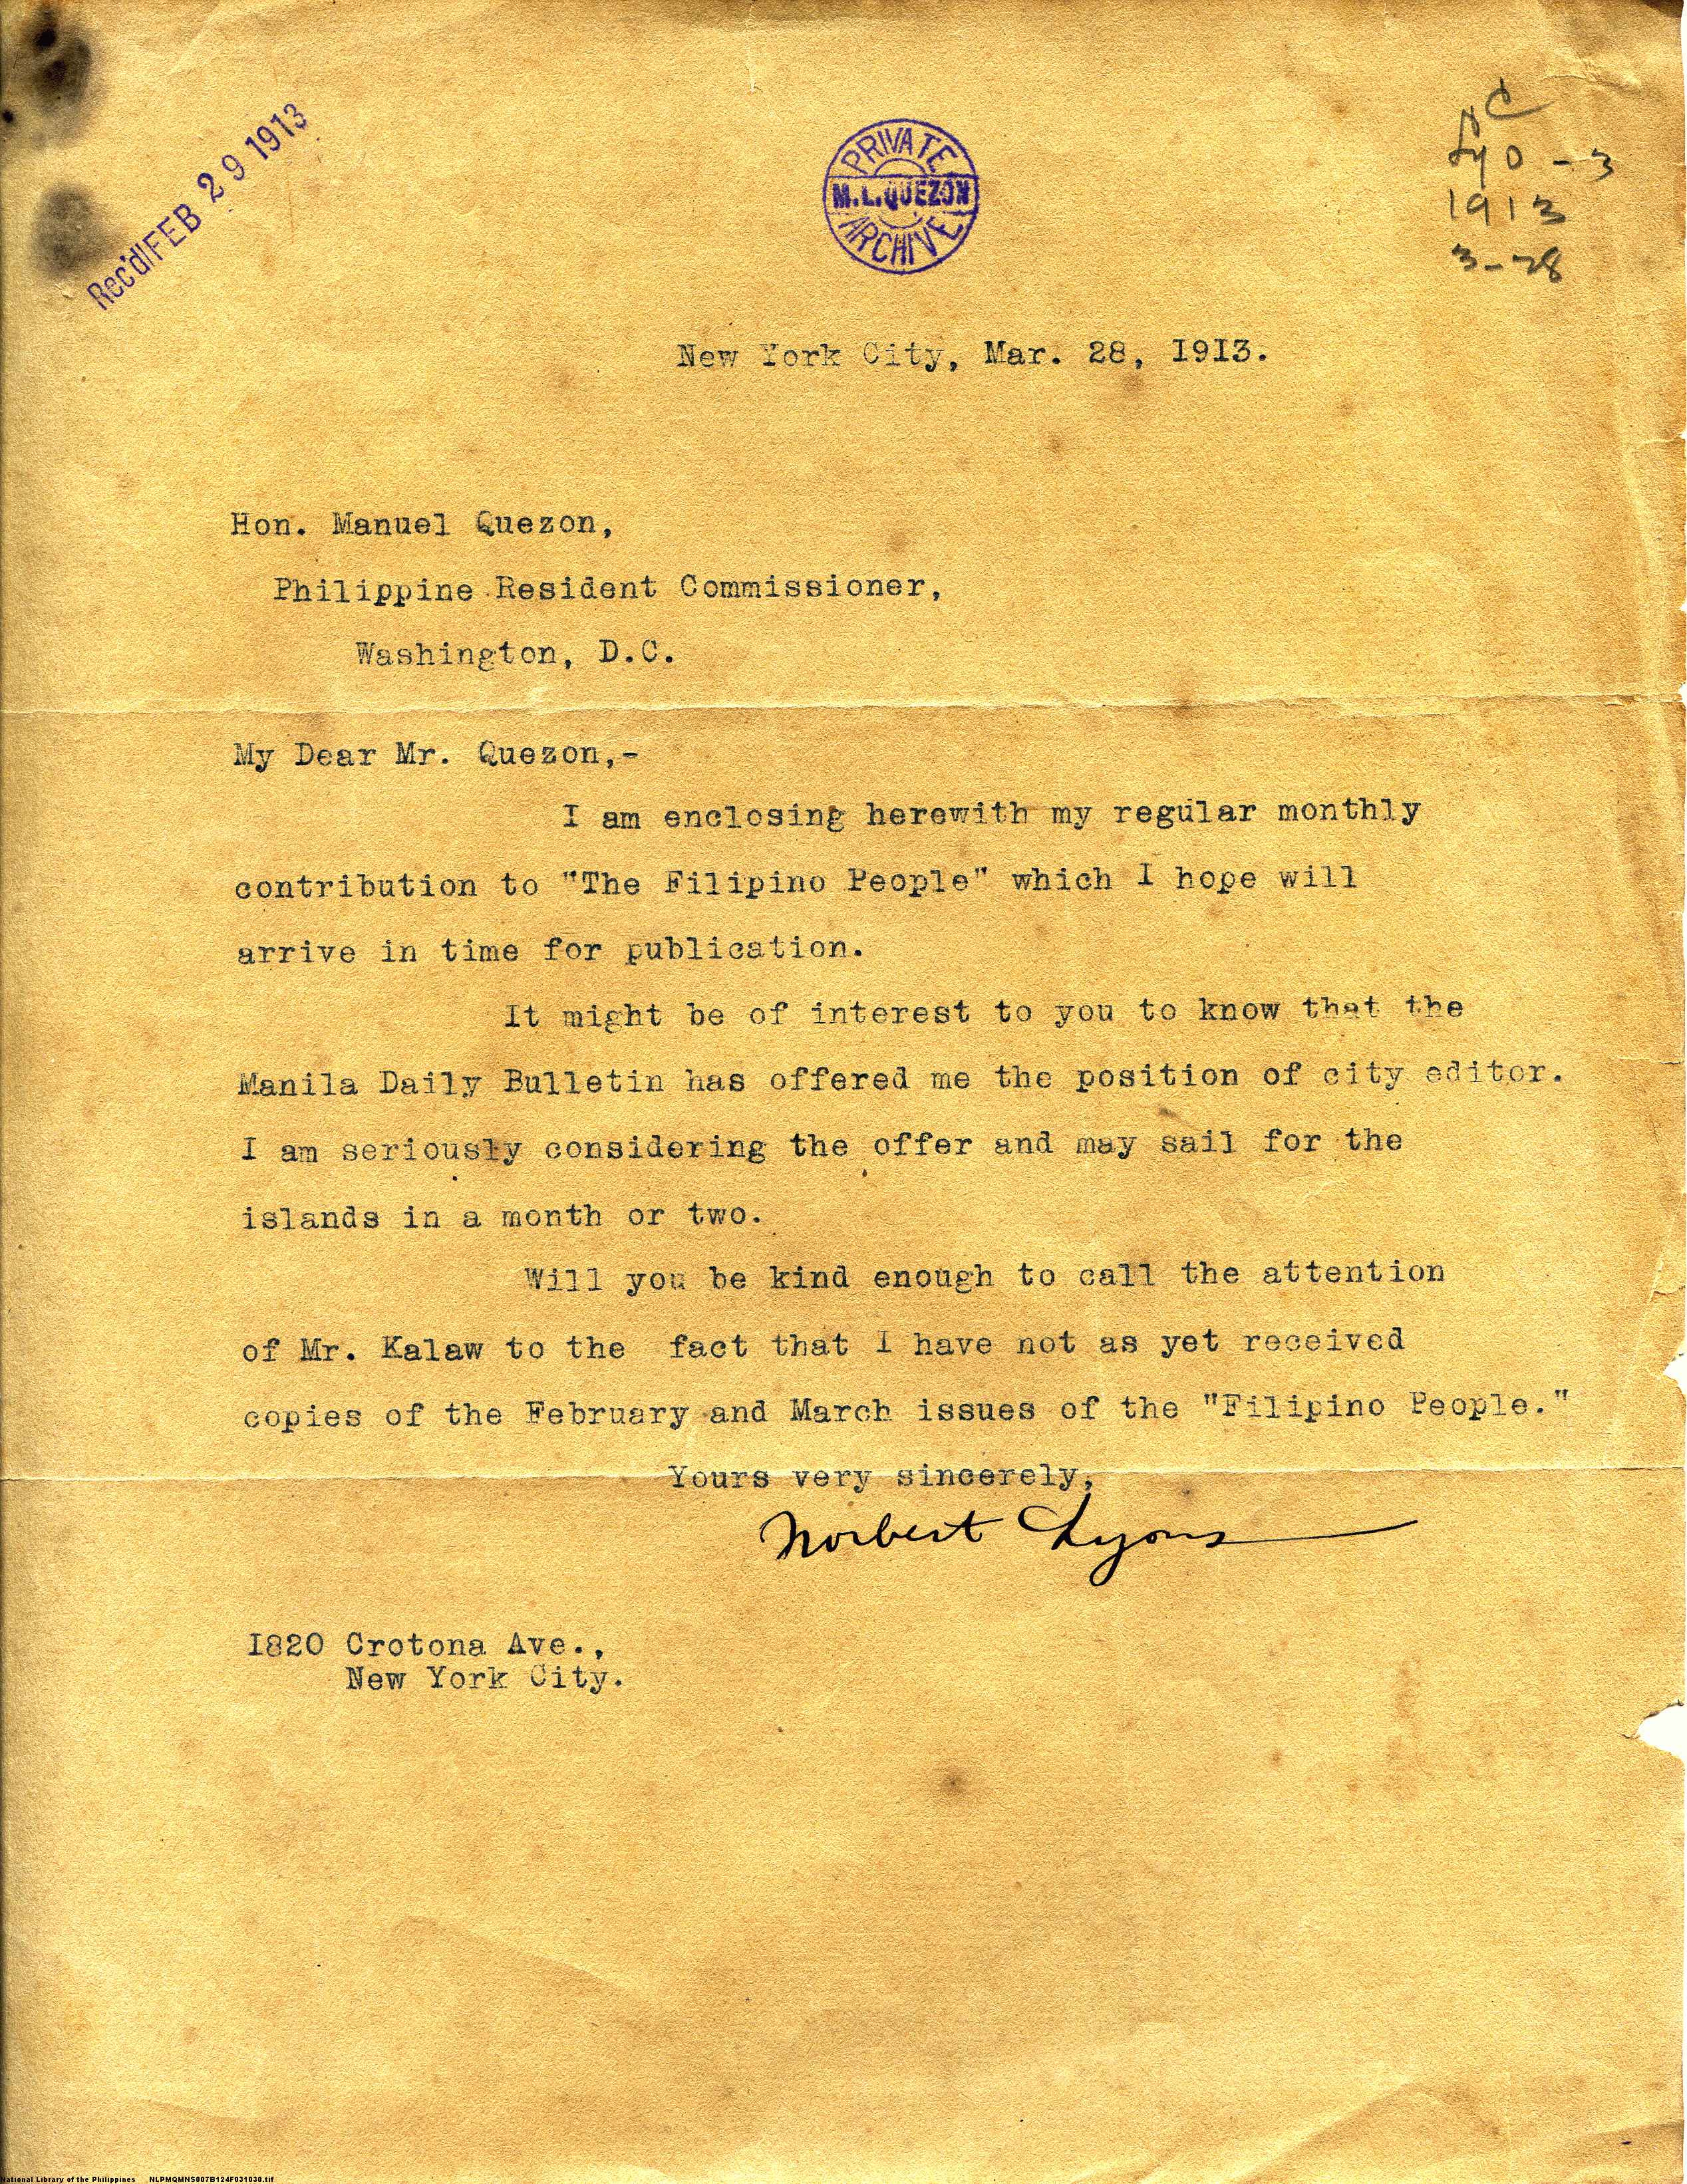 Rec'd FEB 29 1913
PRIVATE
M.L.QUEZON
ARCHIVE
1913
3-28
New York City, Mar. 28, 1913.
Hon. Manuel Quezon,
Philippine Resident Commissioner,
Washington, D.C.
My Dear Mr. Quezon,-
I am enclosing herewith my regular monthly
contribution to "The Filipino People" which I hope will
arrive in time for publication.
It might be of interest to you to know that the
Manila Daily Bulletin has offered me the position of city editor.
I am seriously considering the offer and may sail for the
islands in a month or two.
Will you be kind enough to call the attention
of Mr. Kalaw to the fact that I have not as yet received
copies of the February and March issues of the "Filipino People."
Yours very sincerely,
Norbert Lyons
1820 Crotona Ave.,
New York City.
National Library of the Philippines NLPMQMNS007B124F031030.tif